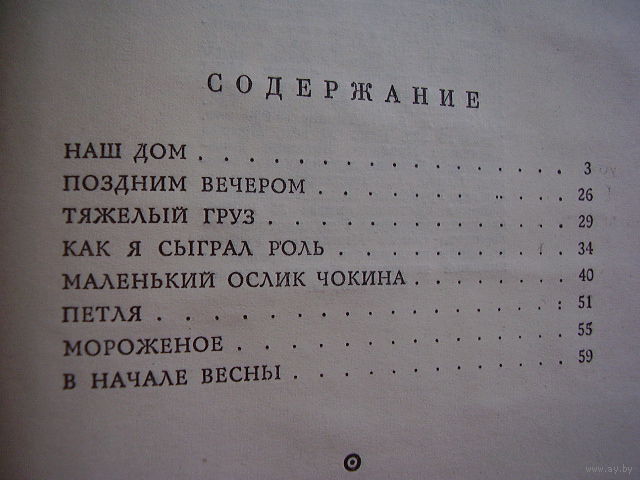 СОДЕРЖАНИЕ
НАШ ДОМ . . . . . . . . . . . . . . . . 3
ПОЗДНИМ ВЕЧЕРОМ . . . . . . . . . . . 26
ТЯЖЕЛЫЙ ГРУЗ . . . . . . . . . . . . . 29
КАК Я СЫГРАЛ РОЛЬ . . . . . . . . . . 34
МАЛЕНЬКИЙ ОСЛИК ЧОКИНА . . . . . . . 40
ПЕТЛЯ . . . . . . . . . . . . . . . . . 51
МОРОЖЕНОЕ . . . . . . . . . . . . . . 55
В НАЧАЛЕ ВЕСНЫ . . . . . . . . . . . . 59
www.ay.by